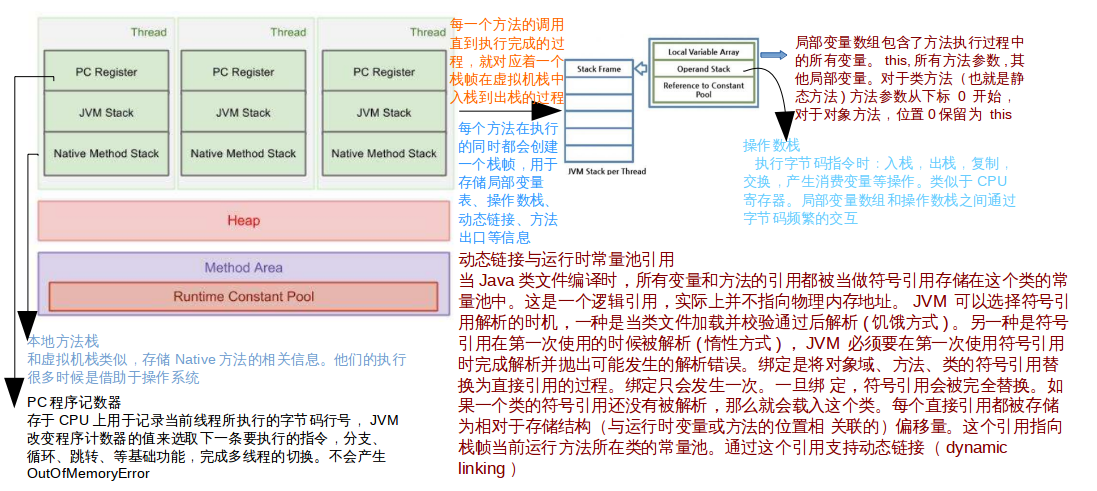 Thread
Thread
Thread
PC Register
PC Register
PC Register
JVM Stack
JVM Stack
JVM Stack
Native Method Stack
Native Method Stack
Native Method Stack
Heap
Method Area
Runtime Constant Pool
每一个方法的调用
直到执行完成的过
程，就对应着一个
栈帧在虚拟机栈中
入栈到出栈的过程
每个方法在执行
的同时都会创建
一个栈帧，用于
存储局部变量
表、操作数栈、
动态链接、方法
出口等信息
Stack Frame
JVM Stack per Thread
Local Variable Array
Operand Stack
Reference to Constant
Pool
局部变量数组包含了方法执行过程中
的所有变量。 this, 所有方法参数 , 其
他局部变量。对于类方法（也就是静
态方法 ) 方法参数从下标 0 开始，
对于对象方法，位置 0 保留为 this
操作数栈
执行字节码指令时：入栈，出栈，复制，
交换，产生消费变量等操作。类似于 CPU
寄存器。局部变量数组和操作数栈之间通过
字节码频繁的交互
动态链接与运行时常量池引用
当 Java 类文件编译时，所有变量和方法的引用都被当做符号引用存储在这个类的常
量池中。这是一个逻辑引用，实际上并不指向物理内存地址。 JVM 可以选择符号引
用解析的时机，一种是当类文件加载并校验通过后解析 ( 饥饿方式 ) 。另一种是符号
引用在第一次使用的时候被解析 ( 惰性方式 ) ，JVM 必须要在第一次使用符号引用
时完成解析并抛出可能发生的解析错误。绑定是将对象域、方法、类的符号引用替
换为直接引用的过程。绑定只会发生一次。一旦绑 定，符号引用会被完全替换。如
果一个类的符号引用还没有被解析，那么就会载入这个类。每个直接引用都被存储
为相对于存储结构（与运行时变量或方法的位置相 关联的）偏移量。这个引用指向
栈帧当前运行方法所在类的常量池。通过这个引用支持动态链接（ dynamic
linking ）
本地方法栈
和虚拟机栈类似，存储 Native 方法的相关信息。他们的执行
很多时候是借助于操作系统
PC 程序记数器
存于 CPU 上用于记录当前线程所执行的字节码行号 , JVM
改变程序计数器的值来选取下一条要执行的指令，分支、
循环、跳转、等基础功能，完成多线程的切换。不会产生
OutOfMemoryError